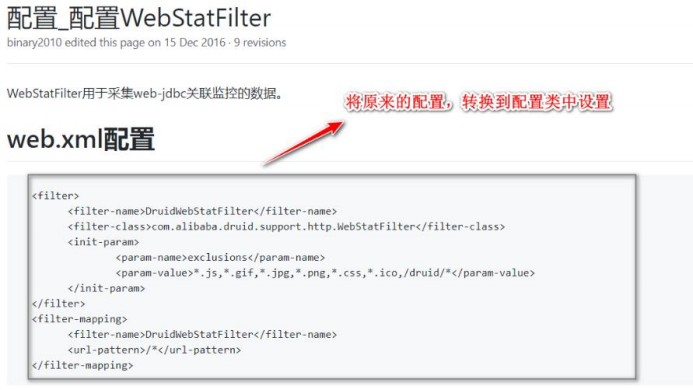 配置_配置WebStatFilter
binary2010 edited this page on 15 Dec 2016 · 9 revisions
WebStatFilter用于采集web-jdbc关联监控的数据。
将原来的配置，转换到配置类中设置
web.xml配置
<filter>
<filter-name>DruidWebStatFilter</filter-name>
<filter-class>com.alibaba.druid.support.http.WebStatFilter</filter-class>
<init-param>
<param-name>exclusions</param-name>
<param-value>*.js,*.gif,*.jpg,*.png,*.css,*.ico,/druid/*</param-value>
</init-param>
</filter>
<filter-mapping>
<filter-name>DruidWebStatFilter</filter-name>
<url-pattern>/*</url-pattern>
</filter-mapping>